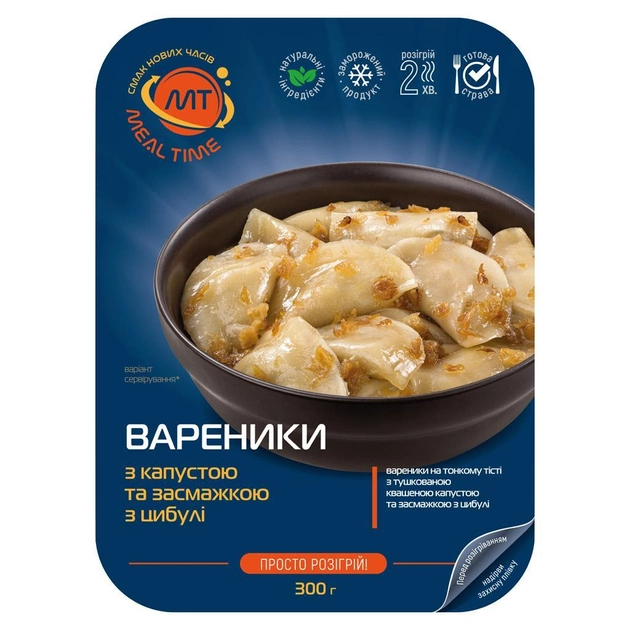 СМАК НОВИХ ЧАСІВ
МТ
MEAL TIME
натуральні
інгредієнти
заморожений
продукт
розігрій
2 ХВ.
готова
страва
варіант
сервірування*
ВАРЕНИКИ
з капустою
та засмажкою
з цибулі
вареники на тонкому тісті
з тушкованою
квашеною капустою
та засмажкою з цибулі
ПРОСТО РОЗІГРІЙ!
300 г
Перед розігріванням
надірви
захисну плівку